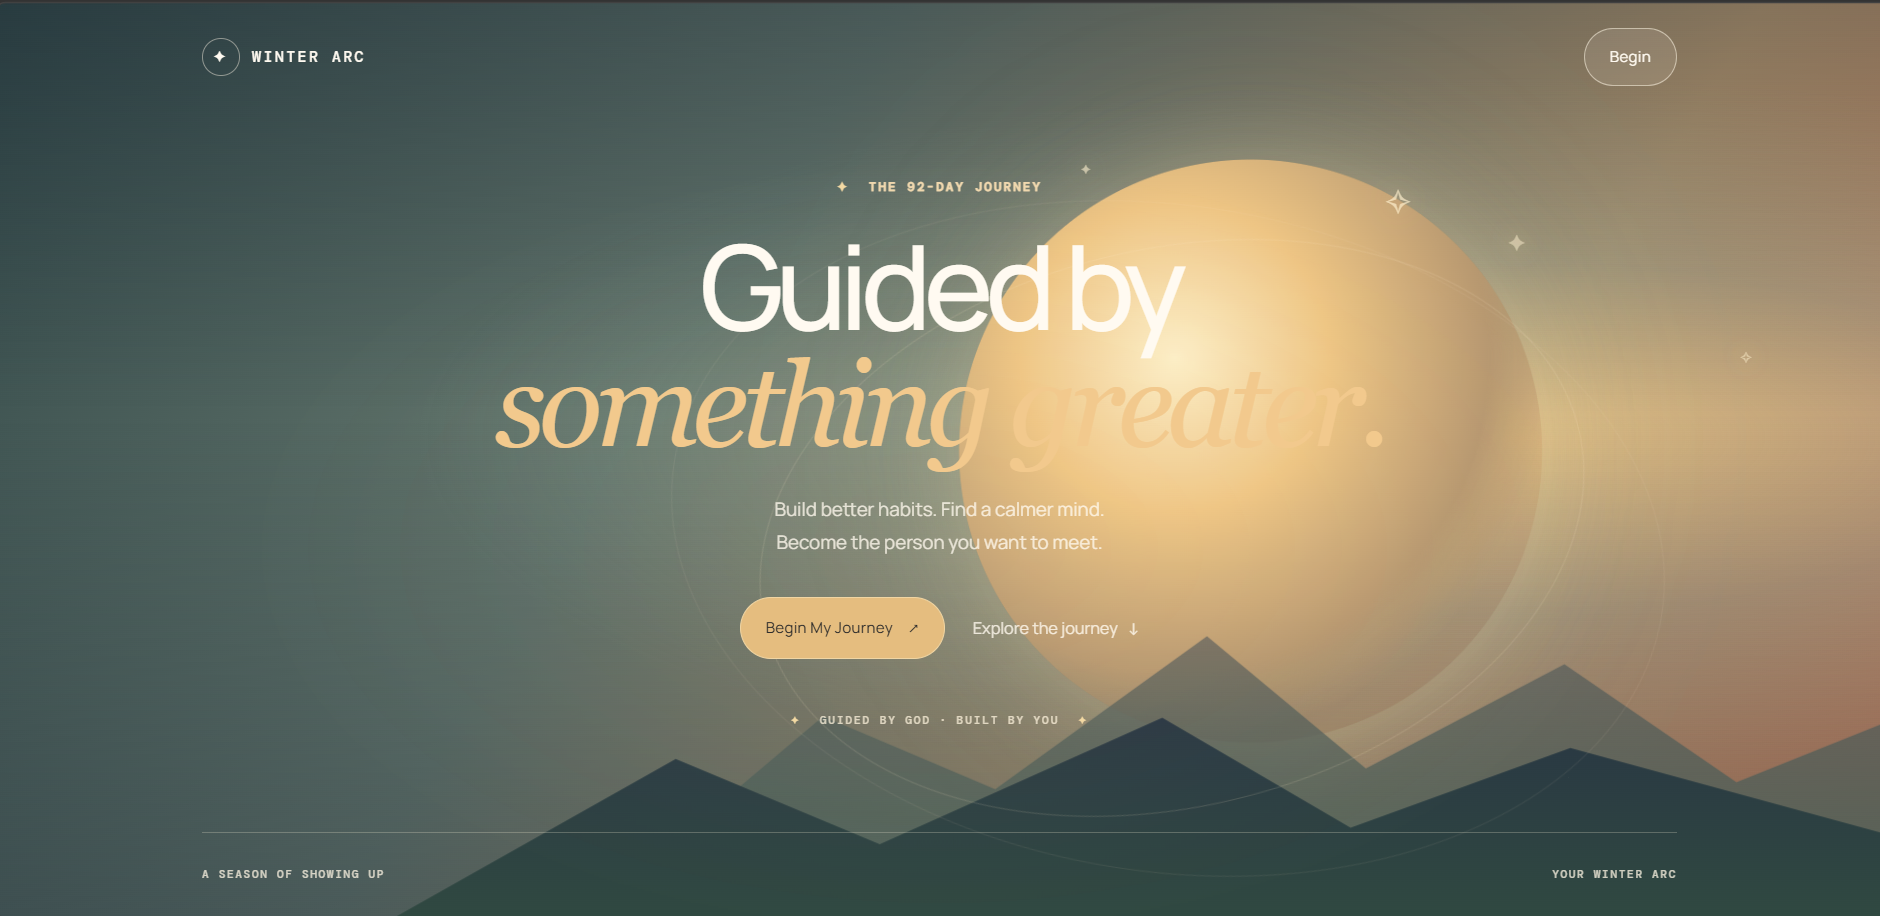 WINTER ARC
Begin
THE 92-DAY JOURNEY
Guided by
something greater.
Build better habits. Find a calmer mind.
Become the person you want to meet.
Begin My Journey ↗
Explore the journey ↓
GUIDED BY GOD · BUILT BY YOU
A SEASON OF SHOWING UP
YOUR WINTER ARC